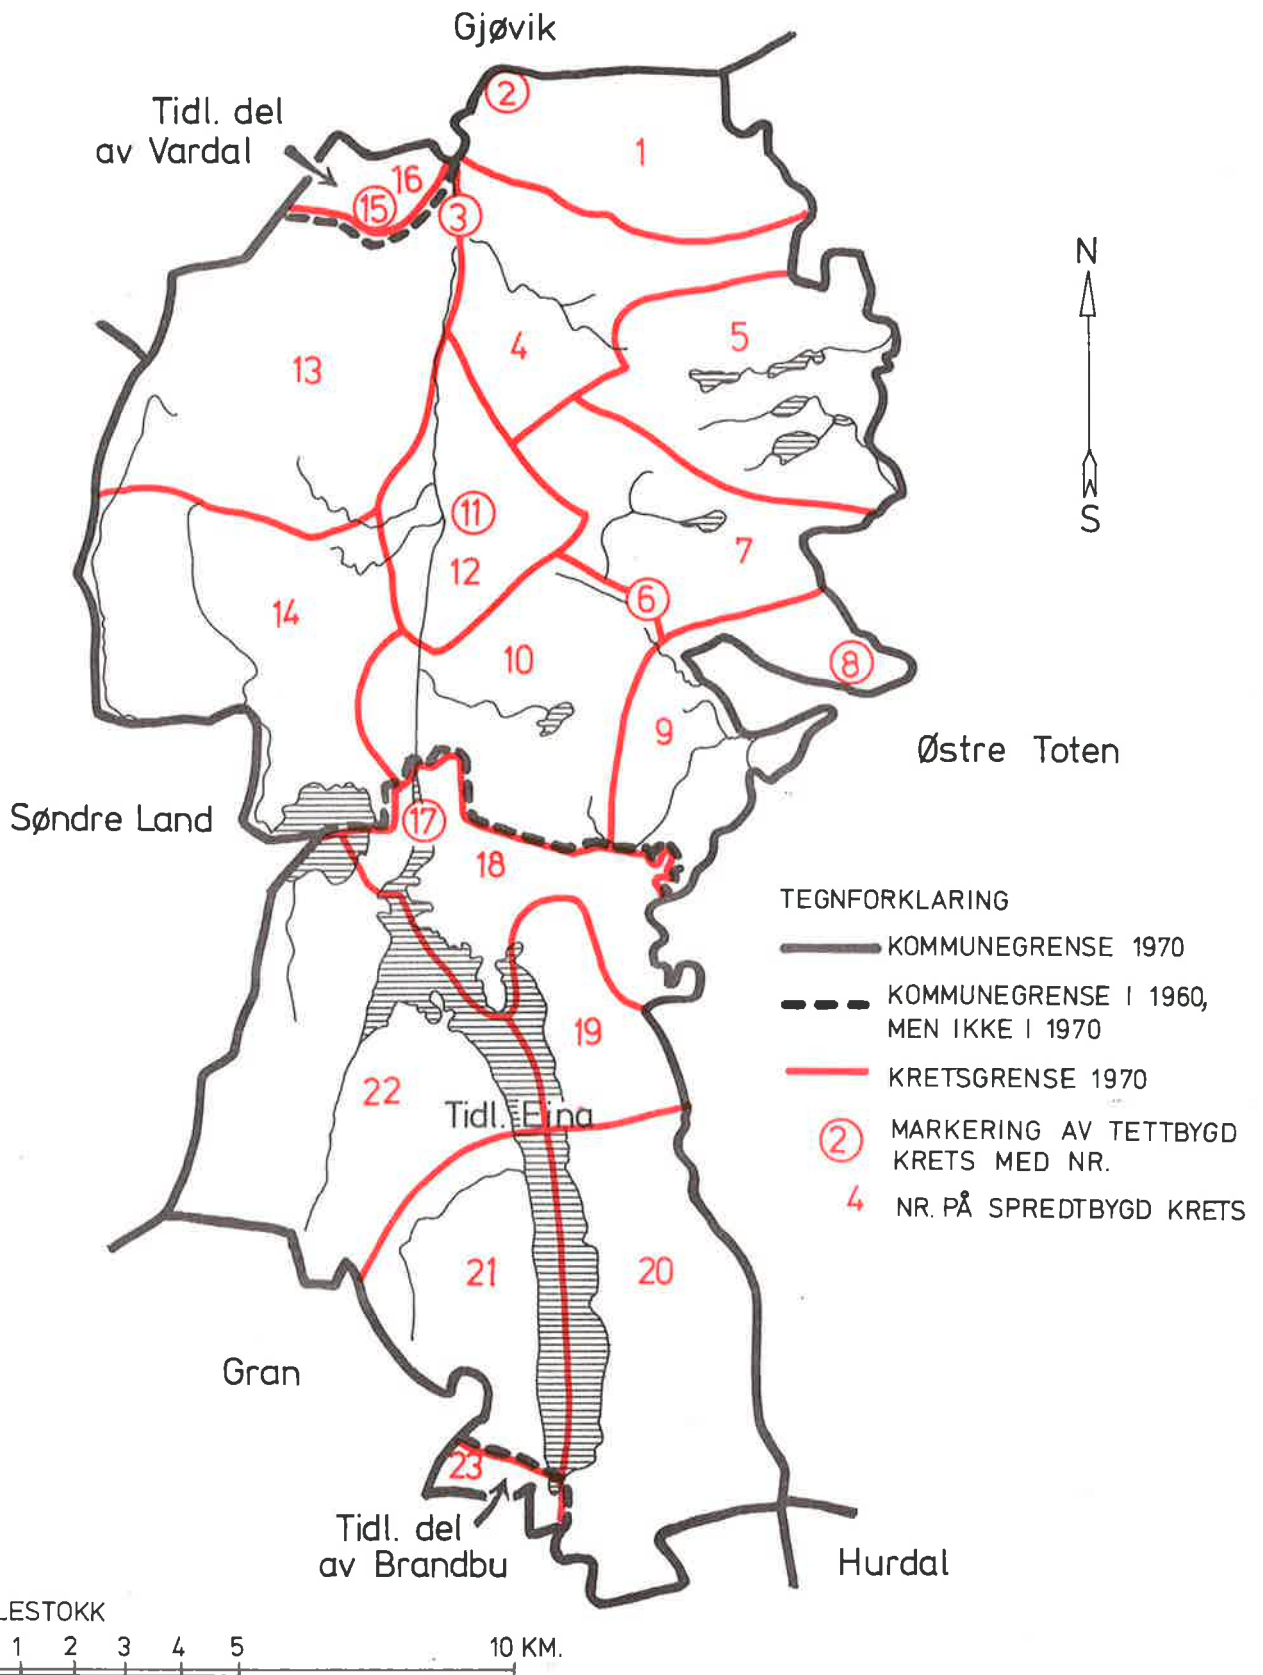 Gjøvik
Tidl. del
av Vardal
2
1
16
15
3
N
S
4
5
13
11
12
7
6
14
10
8
9
Østre Toten
Søndre Land
17
18
TEGNFORKLARING
KOMMUNEGRENSE 1970
KOMMUNEGRENSE I 1960,
MEN IKKE I 1970
KRETSGRENSE 1970
2 MARKERING AV TETTBYGD
KRETS MED NR.
4 NR. PÅ SPREDTBYGD KRETS
19
22
Tidl. Eina
21
20
Gran
23
Tidl. del
av Brandbu
Hurdal
LESTOKK
1 2 3 4 5 10 KM.